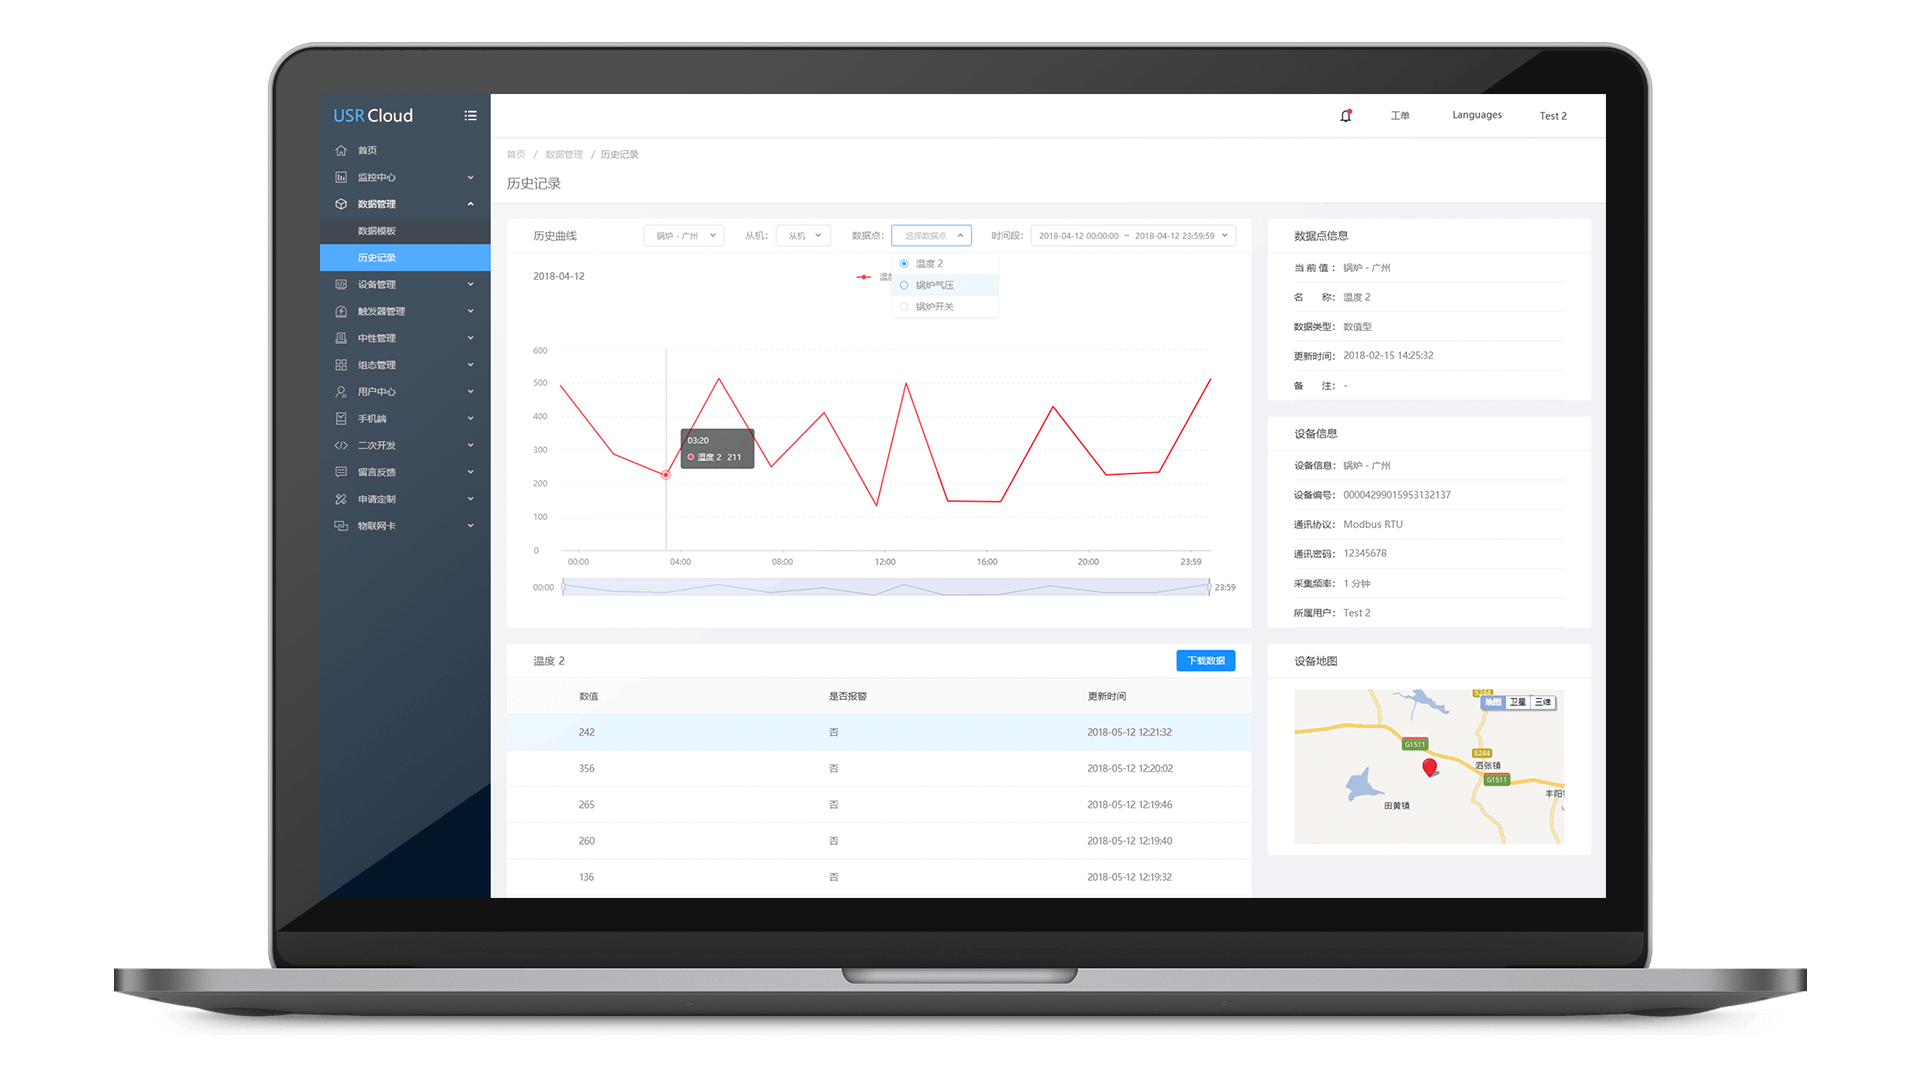 USR Cloud
首页
监控中心
数据管理
数据模板
历史记录
设备管理
触发器管理
中性管理
组态管理
用户中心
手机端
二次开发
留言反馈
申请定制
物联网卡
工单 Languages Test 2
首页 / 数据管理 / 历史记录
历史记录
历史曲线 锅炉 - 广州 从机: 从机 数据点: 选择数据点 时间段: 2018-04-12 00:00:00 ~ 2018-04-12 23:59:59
2018-04-12
温度 2
锅炉气压
锅炉开关
600
500
400
300
200
100
0
03:20
温度 2 211
00:00 04:00 08:00 12:00 16:00 20:00 23:59
00:00 23:59
温度 2 下载数据
数值 是否报警 更新时间
242 否 2018-05-12 12:21:32
356 否 2018-05-12 12:20:02
265 否 2018-05-12 12:19:46
260 否 2018-05-12 12:19:40
136 否 2018-05-12 12:19:32
数据点信息
当前值: 锅炉 - 广州
名 称: 温度 2
数据类型: 数值型
更新时间: 2018-02-15 14:25:32
备 注: -
设备信息
设备信息: 锅炉 - 广州
设备编号: 00004299015953132137
通讯协议: Modbus RTU
通讯密码: 12345678
采集频率: 1 分钟
所属用户: Test 2
设备地图
S244
地图 卫星 三维
G1511
S244
泗张镇
G1511
丰阳
田黄镇